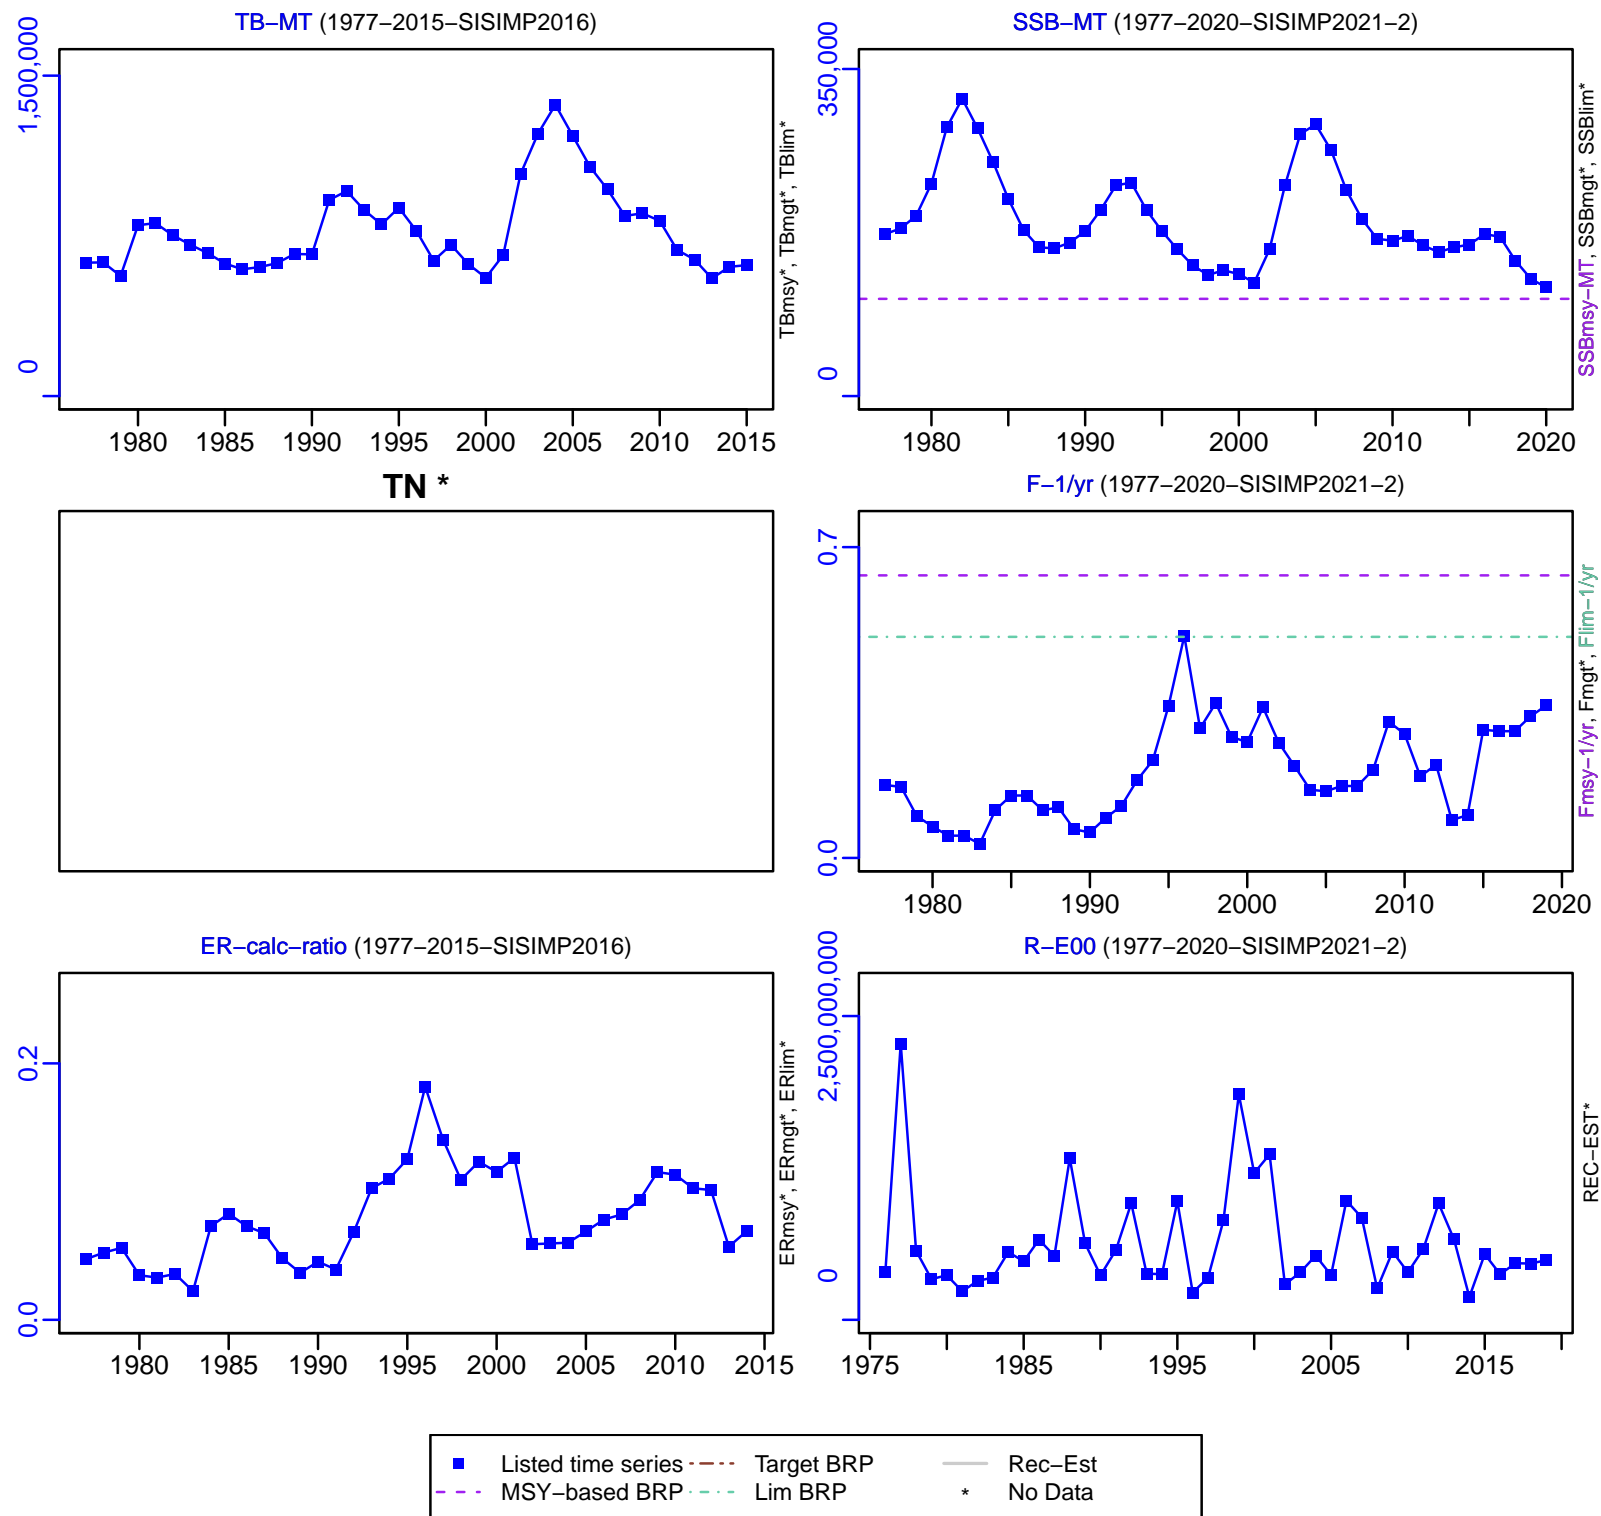 TB−MT (1977−2015−SISIMP2016)
1,500,000
0
1980 1985 1990 1995 2000 2005 2010 2015
TBmsy*, TBmgt*, TBlim*
SSB−MT (1977−2020−SISIMP2021−2)
350,000
0
1980 1990 2000 2010 2020
SSBmsy−MT, SSBmgt*, SSBlim*
TN *
F−1/yr (1977−2020−SISIMP2021−2)
0.7
0.0
1980 1990 2000 2010 2020
Fmsy−1/yr, Fmgt*, Flim−1/yr
ER−calc−ratio (1977−2015−SISIMP2016)
0.2
0.0
1980 1985 1990 1995 2000 2005 2010 2015
ERmsy*, ERmgt*, ERlim*
R−E00 (1977−2020−SISIMP2021−2)
2,500,000,000
0
1975 1985 1995 2005 2015
REC−EST*
Listed time series Target BRP Rec−Est
MSY−based BRP Lim BRP * No Data